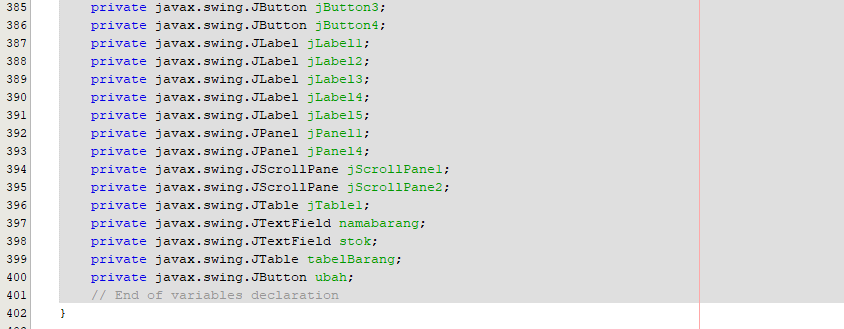 385 private javax.swing.JButton jButton3;
386 private javax.swing.JButton jButton4;
387 private javax.swing.JLabel jLabel1;
388 private javax.swing.JLabel jLabel2;
389 private javax.swing.JLabel jLabel3;
390 private javax.swing.JLabel jLabel4;
391 private javax.swing.JLabel jLabel5;
392 private javax.swing.JPanel jPanel1;
393 private javax.swing.JPanel jPanel4;
394 private javax.swing.JScrollPane jScrollPane1;
395 private javax.swing.JScrollPane jScrollPane2;
396 private javax.swing.JTable jTable1;
397 private javax.swing.JTextField namabarang;
398 private javax.swing.JTextField stok;
399 private javax.swing.JTable tabelBarang;
400 private javax.swing.JButton ubah;
401 // End of variables declaration
402 }